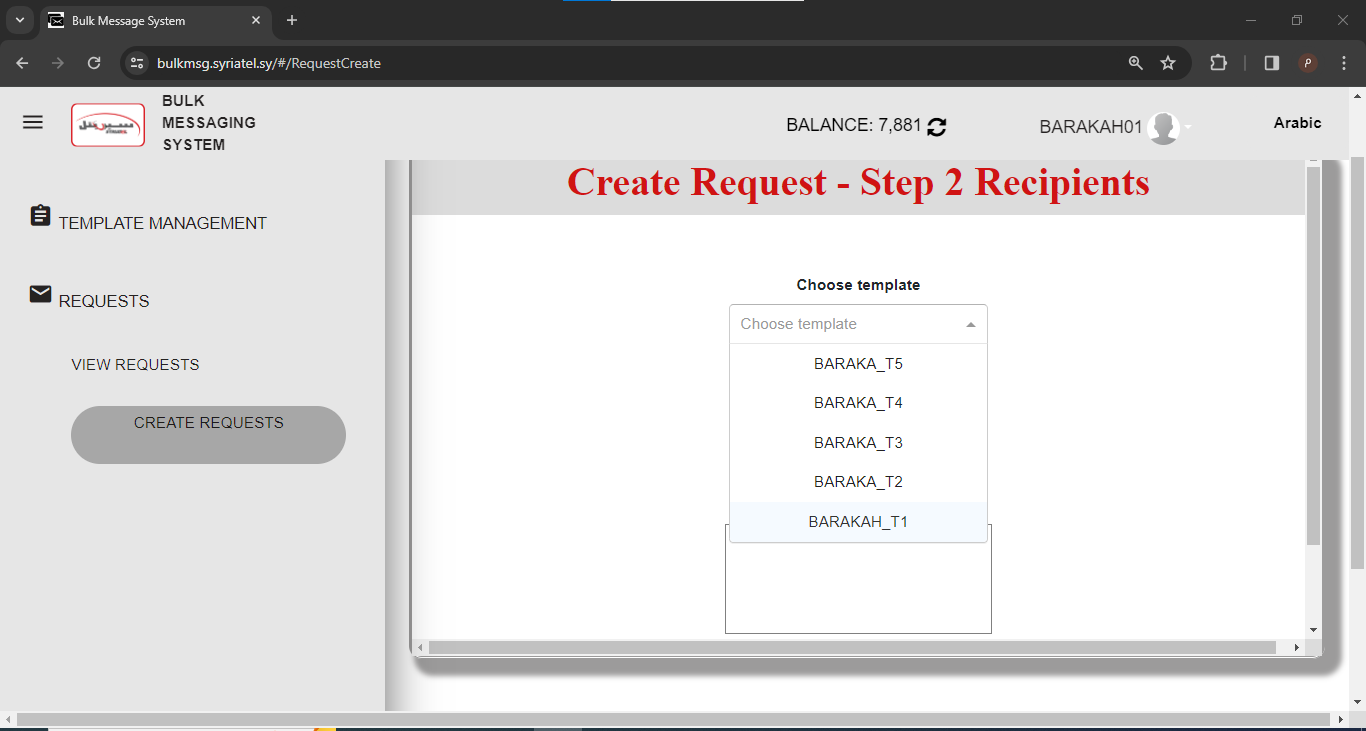 Bulk Message System
bulkmsg.syriatel.sy/#/RequestCreate
BULK
MESSAGING
SYSTEM
BALANCE: 7,881
BARAKAH01
Arabic
Create Request - Step 2 Recipients
TEMPLATE MANAGEMENT
REQUESTS
VIEW REQUESTS
CREATE REQUESTS
Choose template
Choose template
BARAKA_T5
BARAKA_T4
BARAKA_T3
BARAKA_T2
BARAKAH_T1